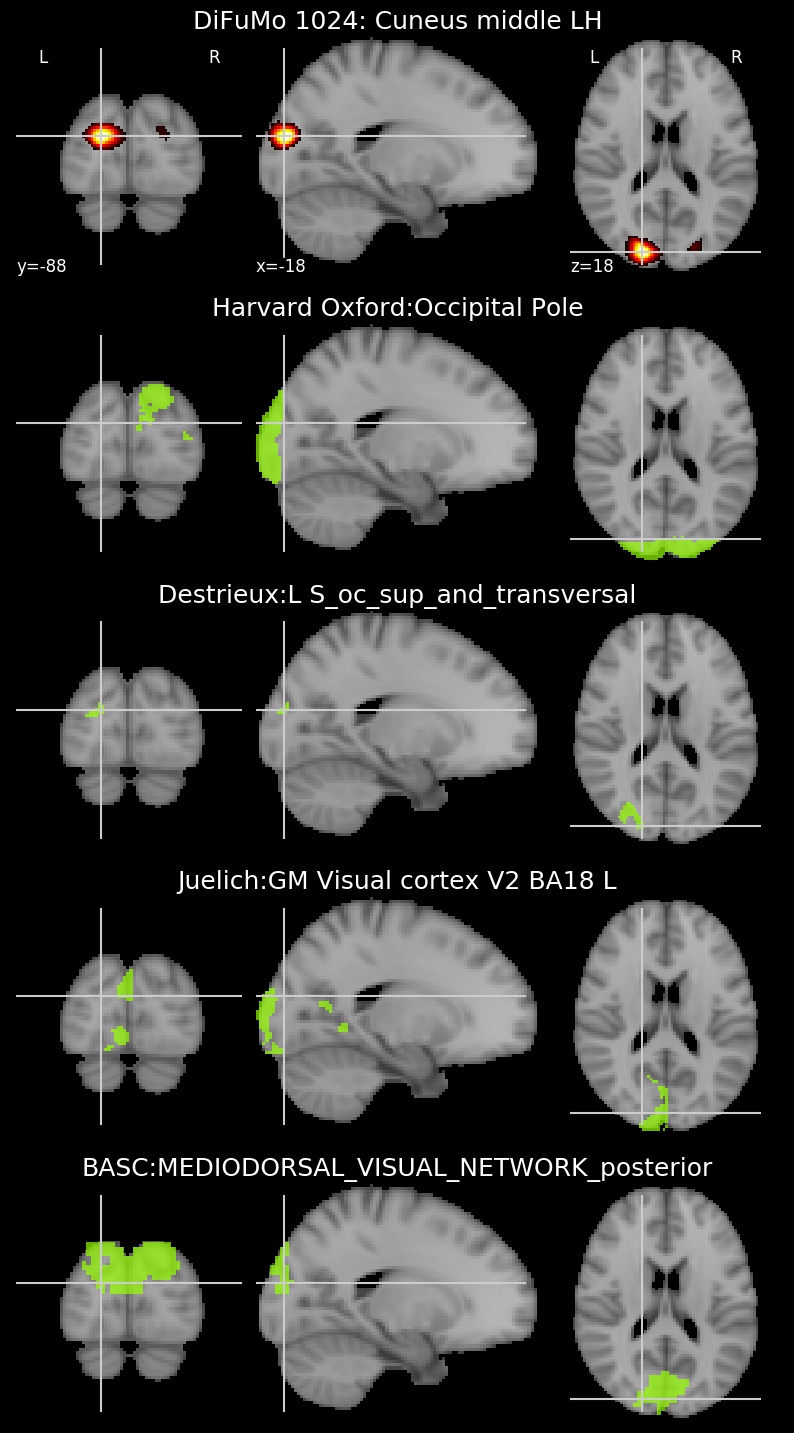 DiFuMo 1024: Cuneus middle LH
L R L R
y=-88 x=-18 z=18
Harvard Oxford:Occipital Pole
Destrieux:L S_oc_sup_and_transversal
Juelich:GM Visual cortex V2 BA18 L
BASC:MEDIODORSAL_VISUAL_NETWORK_posterior